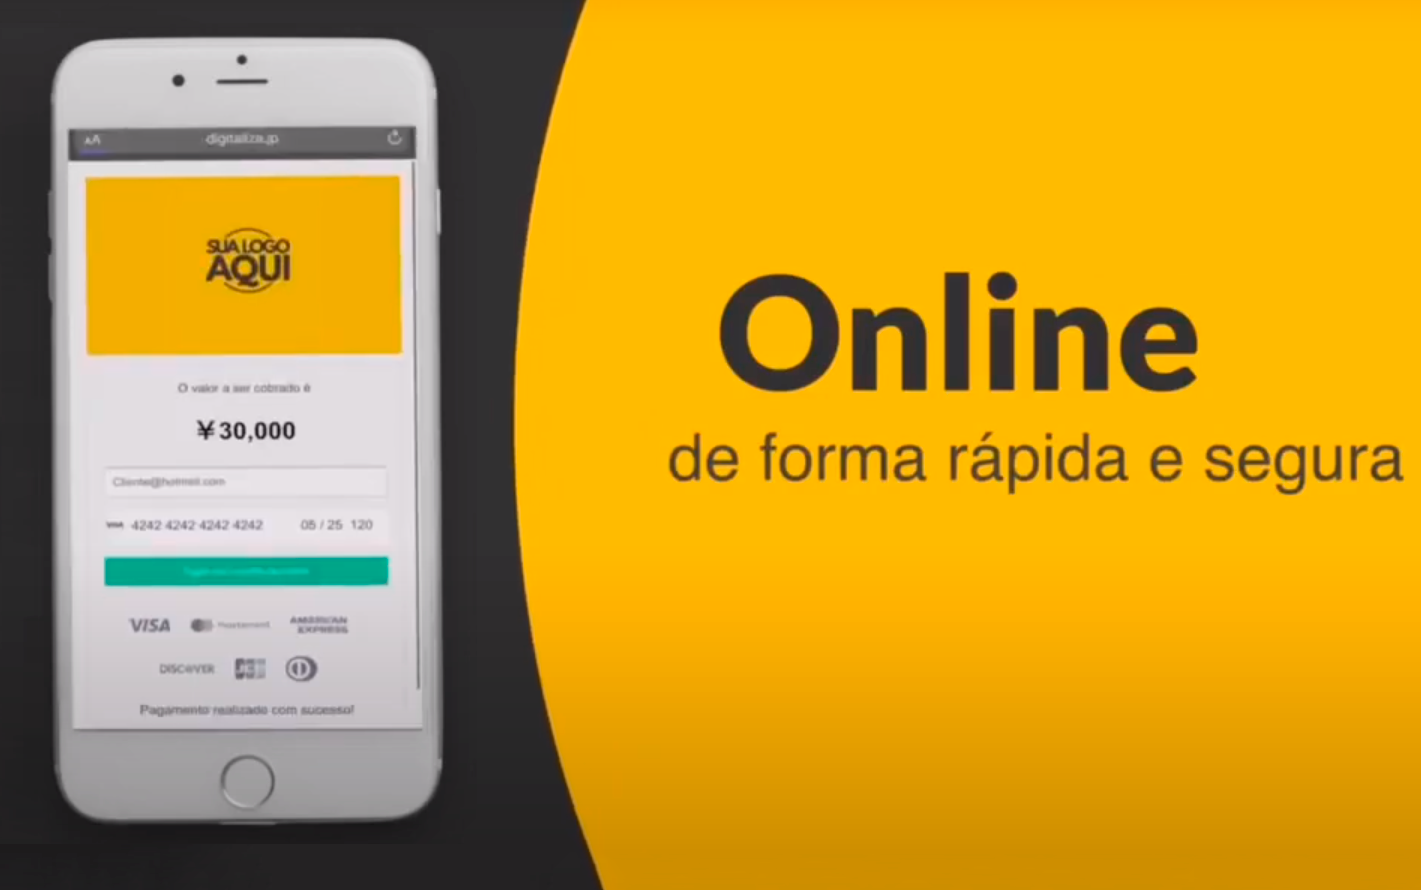 AA
digitaliza.jp
SUA LOGO
AQUI
O valor a ser cobrado é
¥30,000
Cliente@hotmail.com
VISA 4242 4242 4242 4242 05 / 25 120
VISA mastercard AMERICAN
EXPRESS
DISCOVER JCB
Pagamento realizado com sucesso!
Online
de forma rápida e segura